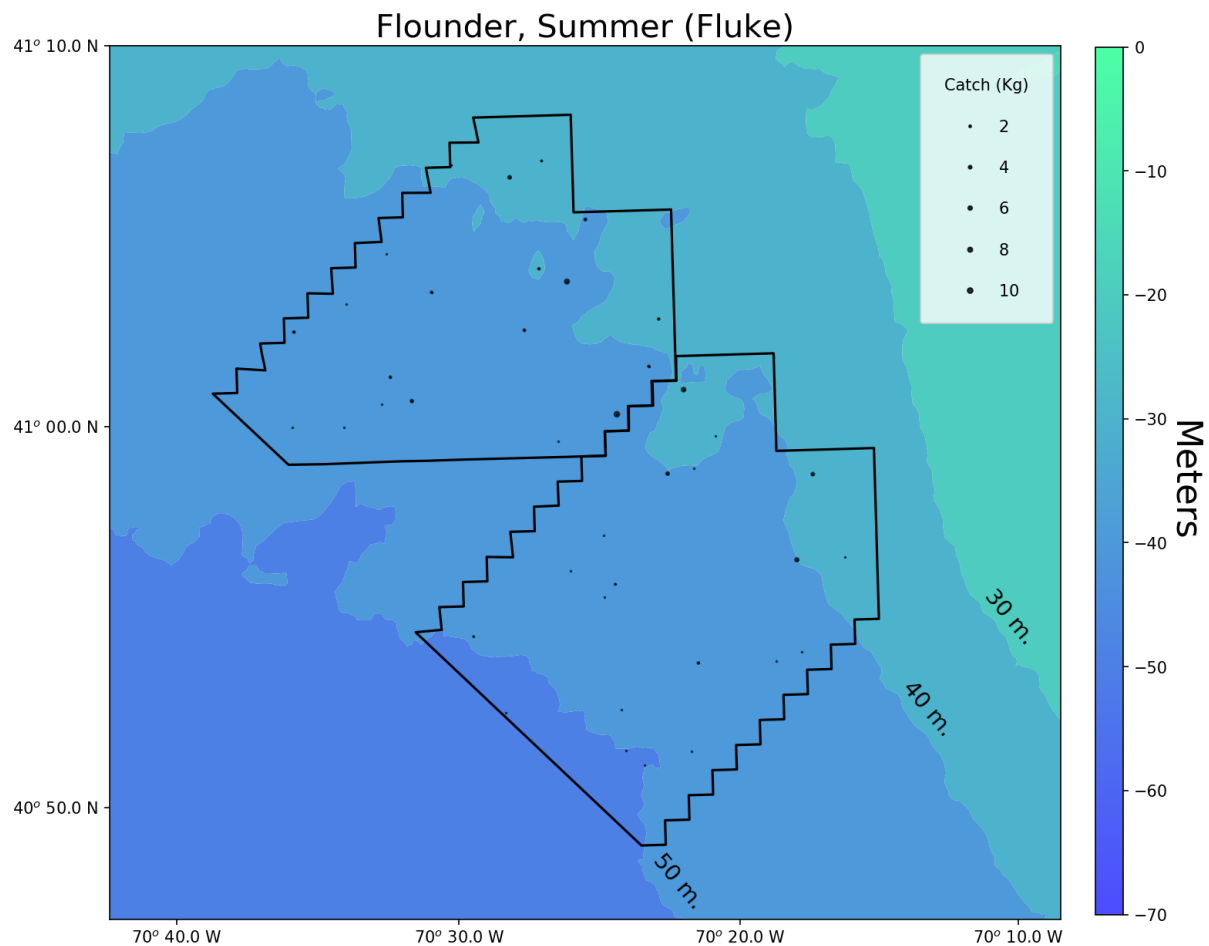 Flounder, Summer (Fluke)
41° 10.0 N
41° 00.0 N
40° 50.0 N
70° 40.0 W
70° 30.0 W
70° 20.0 W
70° 10.0 W
Catch (Kg)
2
4
6
8
10
30 m.
40 m.
50 m.
0
−10
−20
−30
−40
−50
−60
−70
Meters